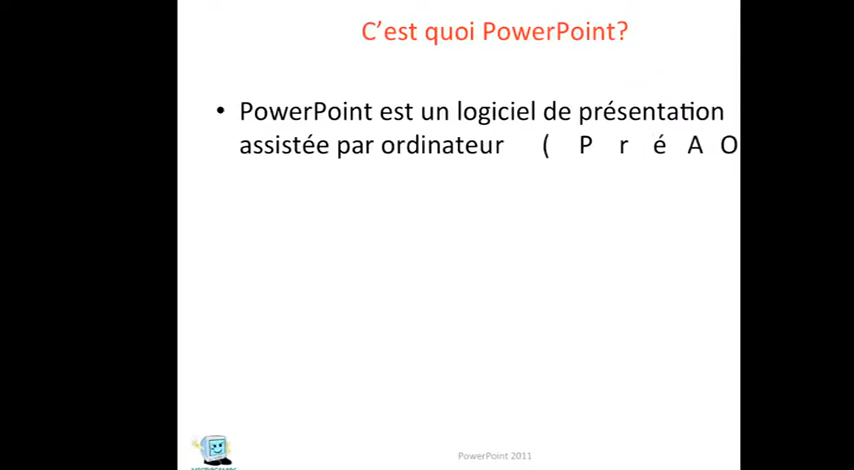 C’est quoi PowerPoint?
• PowerPoint est un logiciel de présentation
assistée par ordinateur ( P r é A O
PowerPoint 2011